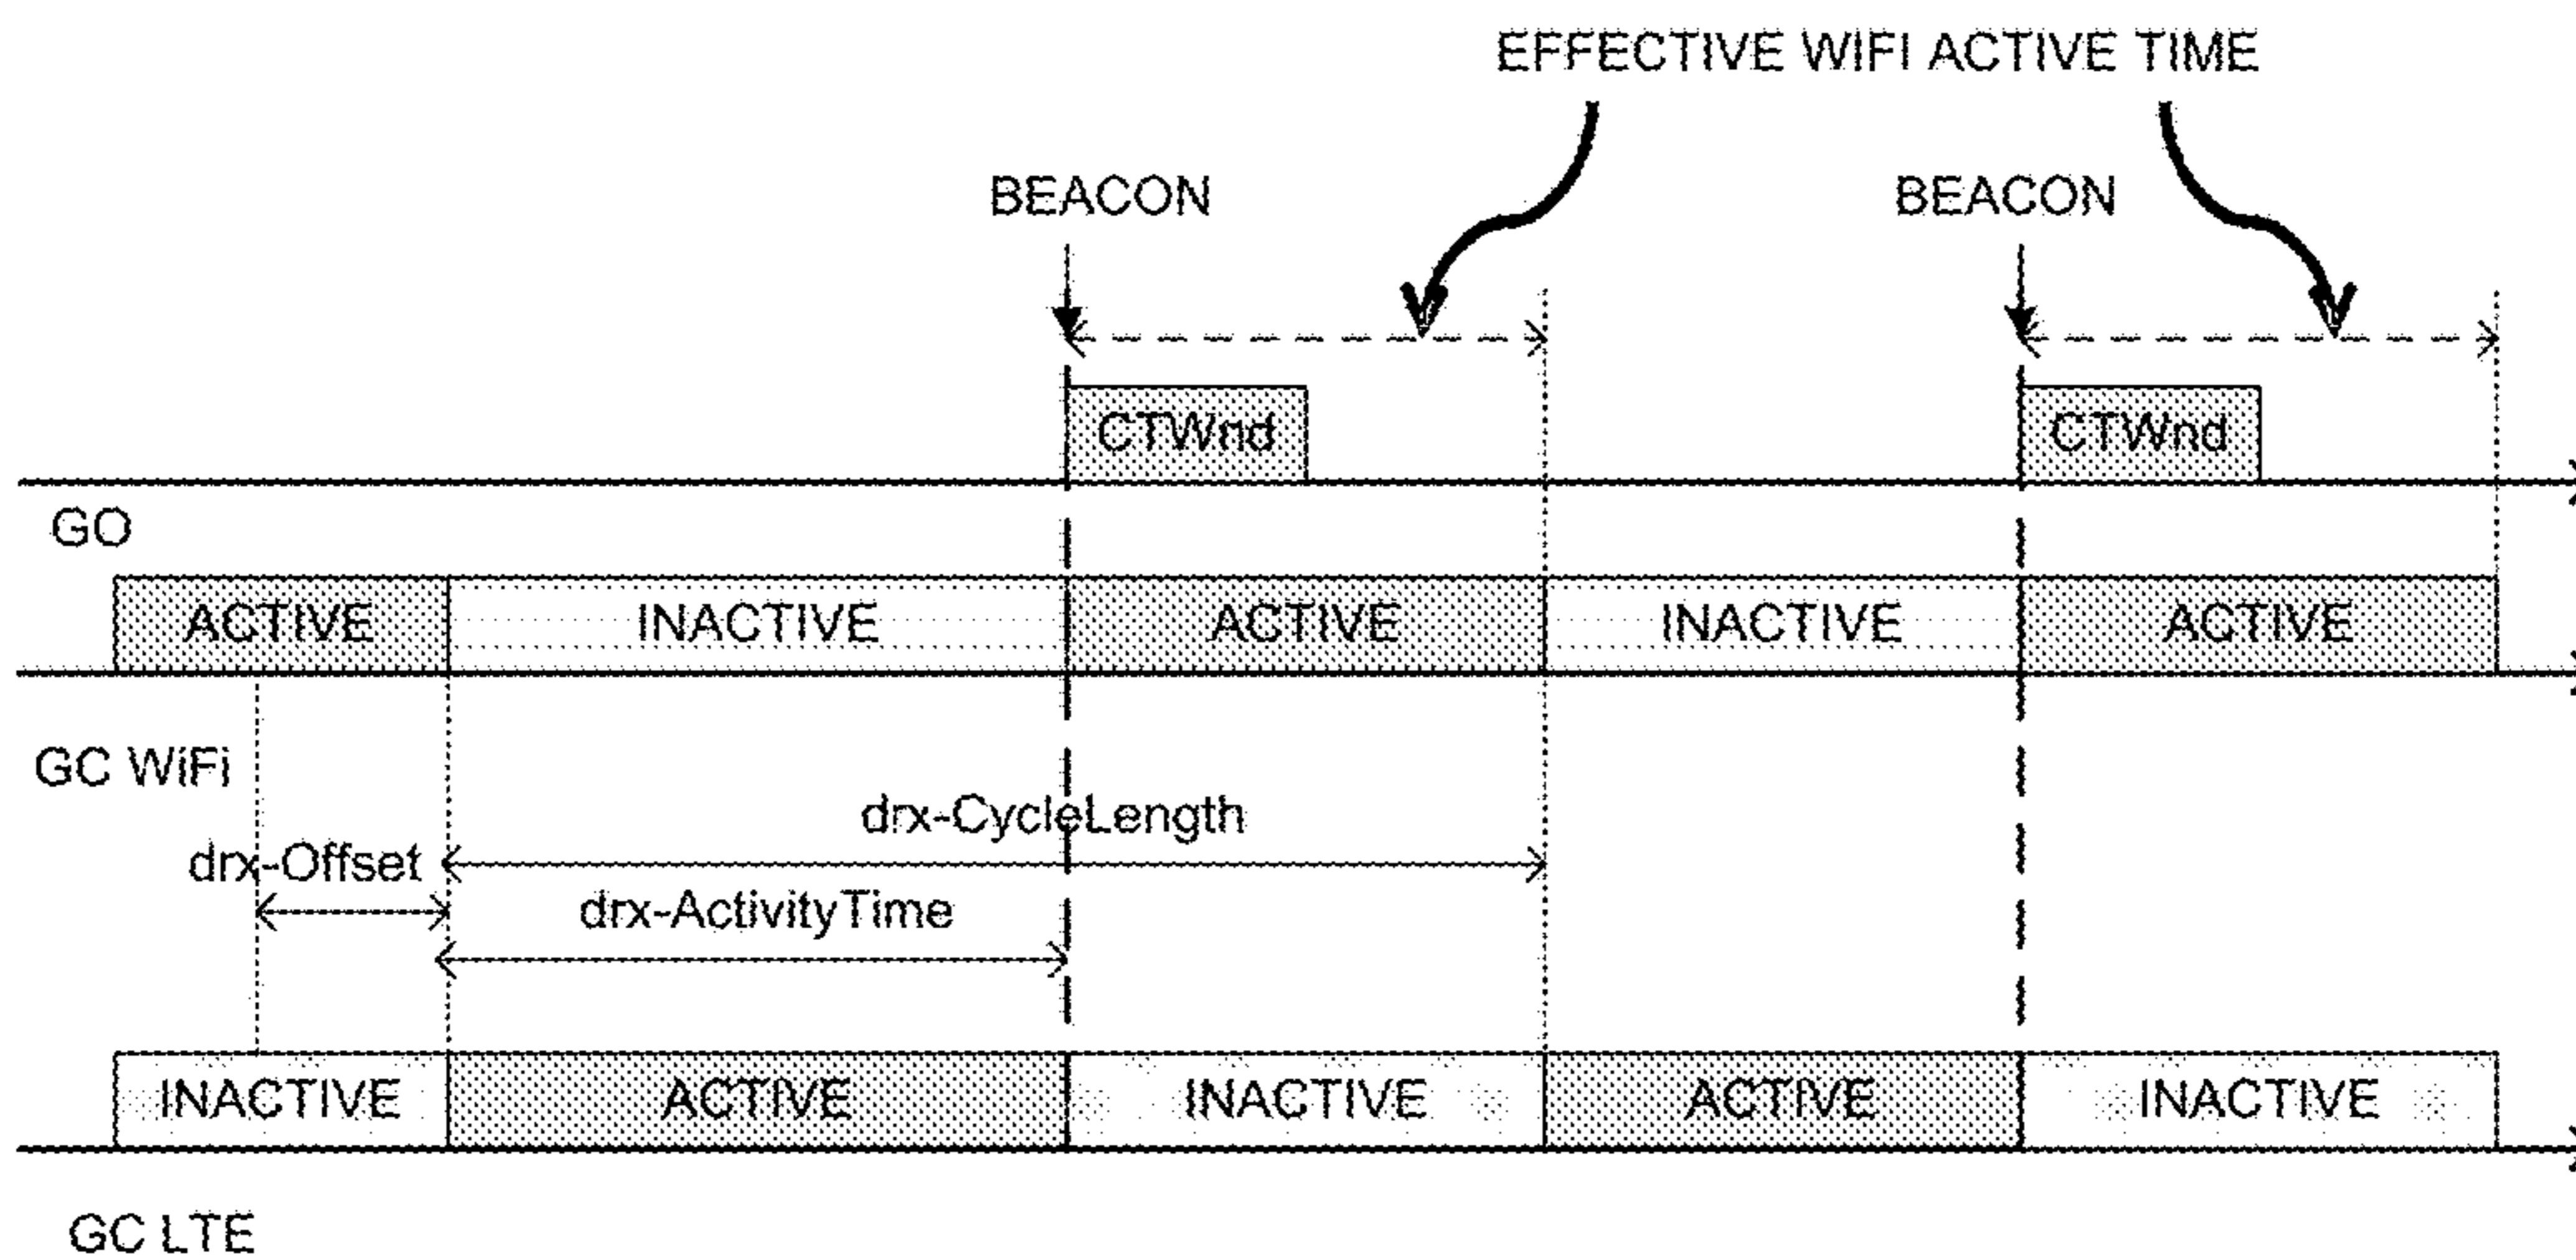 EFFECTIVE WIFI ACTIVE TIME
BEACON
BEACON
CTWnd
CTWnd
GO
ACTIVE
INACTIVE
ACTIVE
INACTIVE
ACTIVE
GC WiFi
drx-CycleLength
drx-Offset
drx-ActivityTime
INACTIVE
ACTIVE
INACTIVE
ACTIVE
INACTIVE
GC LTE